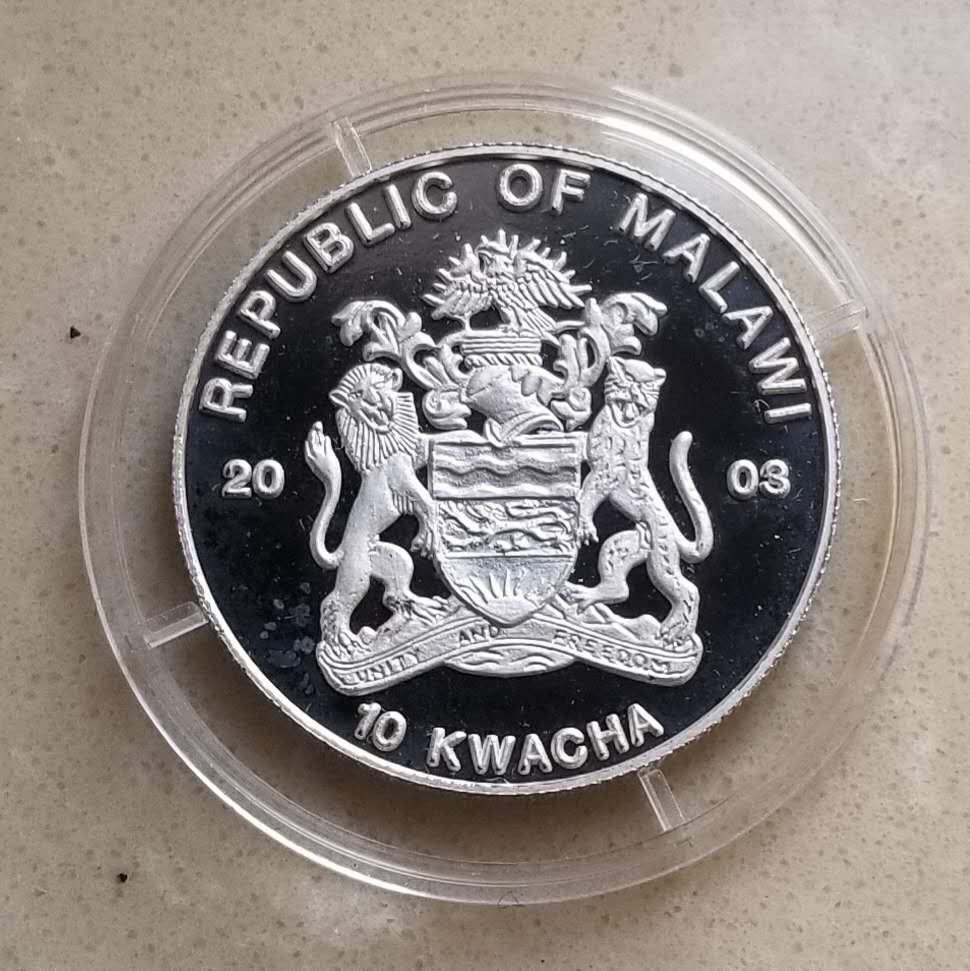 REPUBLIC OF MALAWI
20 03
UNITY AND FREEDOM
10 KWACHA